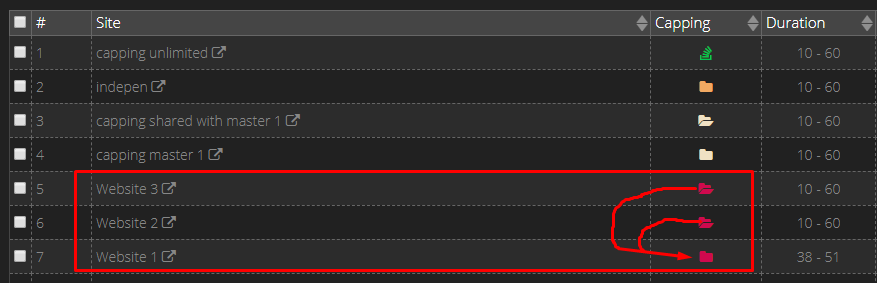 # Site Capping Duration
1 capping unlimited 10 - 60
2 indepen 10 - 60
3 capping shared with master 1 10 - 60
4 capping master 1 10 - 60
5 Website 3 10 - 60
6 Website 2 10 - 60
7 Website 1 38 - 51